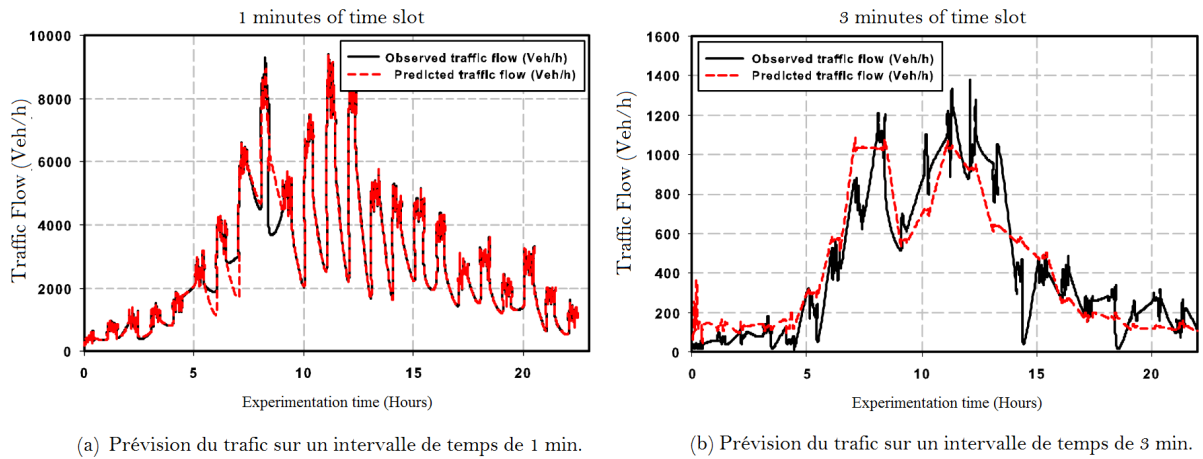 1 minutes of time slot
10000
8000
6000
4000
2000
0
Traffic Flow (Veh/h)
Observed traffic flow (Veh/h)
Predicted traffic flow (Veh/h)
0 5 10 15 20
Experimentation time (Hours)
(a) Prévision du trafic sur un intervalle de temps de 1 min.
3 minutes of time slot
1600
1400
1200
1000
800
600
400
200
0
Traffic Flow (Veh/h)
Observed traffic flow (Veh/h)
Predicted traffic flow (Veh/h)
0 5 10 15 20
Experimentation time (Hours)
(b) Prévision du trafic sur un intervalle de temps de 3 min.